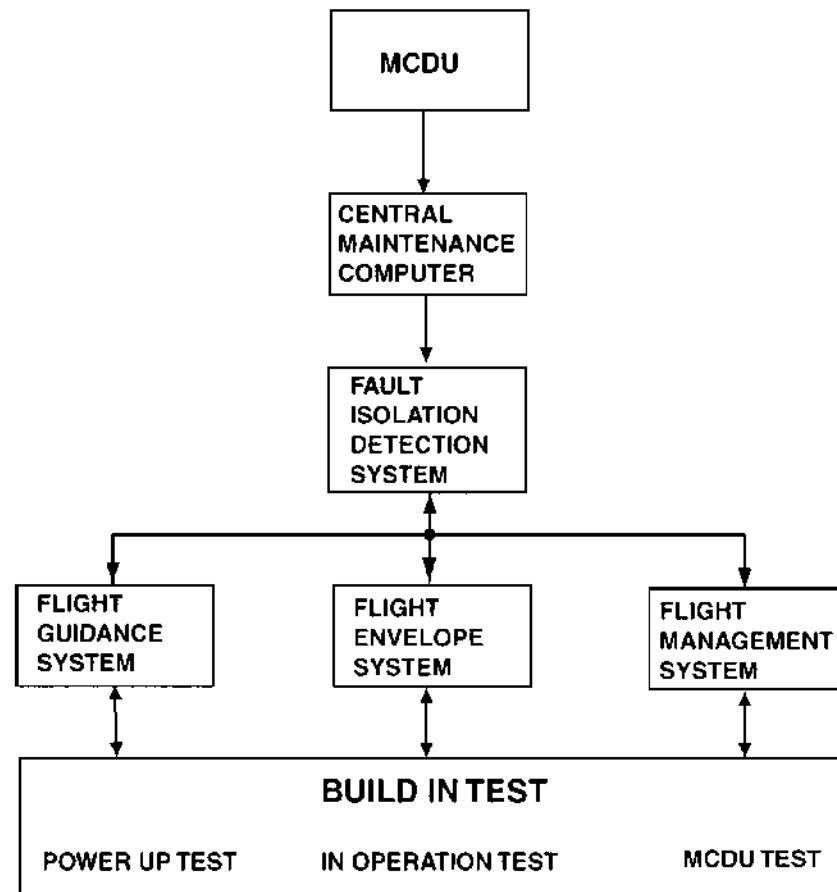 MCDU
CENTRAL
MAINTENANCE
COMPUTER
FAULT
ISOLATION
DETECTION
SYSTEM
FLIGHT
GUIDANCE
SYSTEM
FLIGHT
ENVELOPE
SYSTEM
FLIGHT
MANAGEMENT
SYSTEM
BUILD IN TEST
POWER UP TEST
IN OPERATION TEST
MCDU TEST